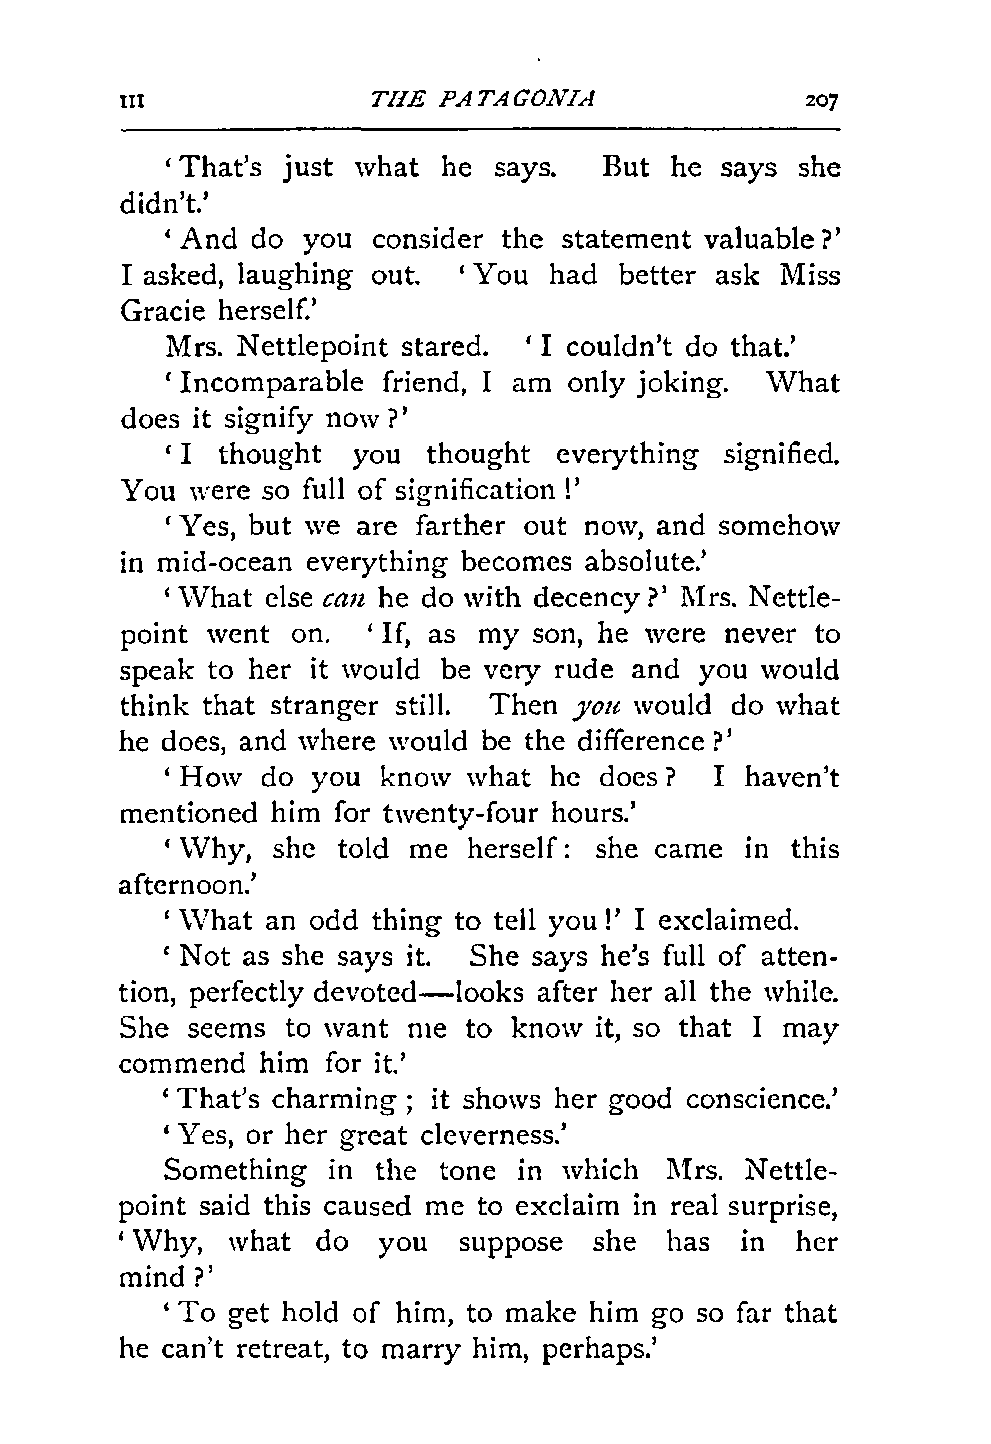 III THE PATAGONIA 207
‘That’s just what he says. But he says she
didn’t.’
‘And do you consider the statement valuable?’
I asked, laughing out. ‘You had better ask Miss
Gracie herself.’
Mrs. Nettlepoint stared. ‘I couldn’t do that.’
‘Incomparable friend, I am only joking. What
does it signify now?’
‘I thought you thought everything signified.
You were so full of signification!’
‘Yes, but we are farther out now, and somehow
in mid-ocean everything becomes absolute.’
‘What else can he do with decency?’ Mrs. Nettle-
point went on. ‘If, as my son, he were never to
speak to her it would be very rude and you would
think that stranger still. Then you would do what
he does, and where would be the difference?’
‘How do you know what he does? I haven’t
mentioned him for twenty-four hours.’
‘Why, she told me herself: she came in this
afternoon.’
‘What an odd thing to tell you!’ I exclaimed.
‘Not as she says it. She says he’s full of atten-
tion, perfectly devoted—looks after her all the while.
She seems to want me to know it, so that I may
commend him for it.’
‘That’s charming; it shows her good conscience.’
‘Yes, or her great cleverness.’
Something in the tone in which Mrs. Nettle-
point said this caused me to exclaim in real surprise,
‘Why, what do you suppose she has in her
mind?’
‘To get hold of him, to make him go so far that
he can’t retreat, to marry him, perhaps.’